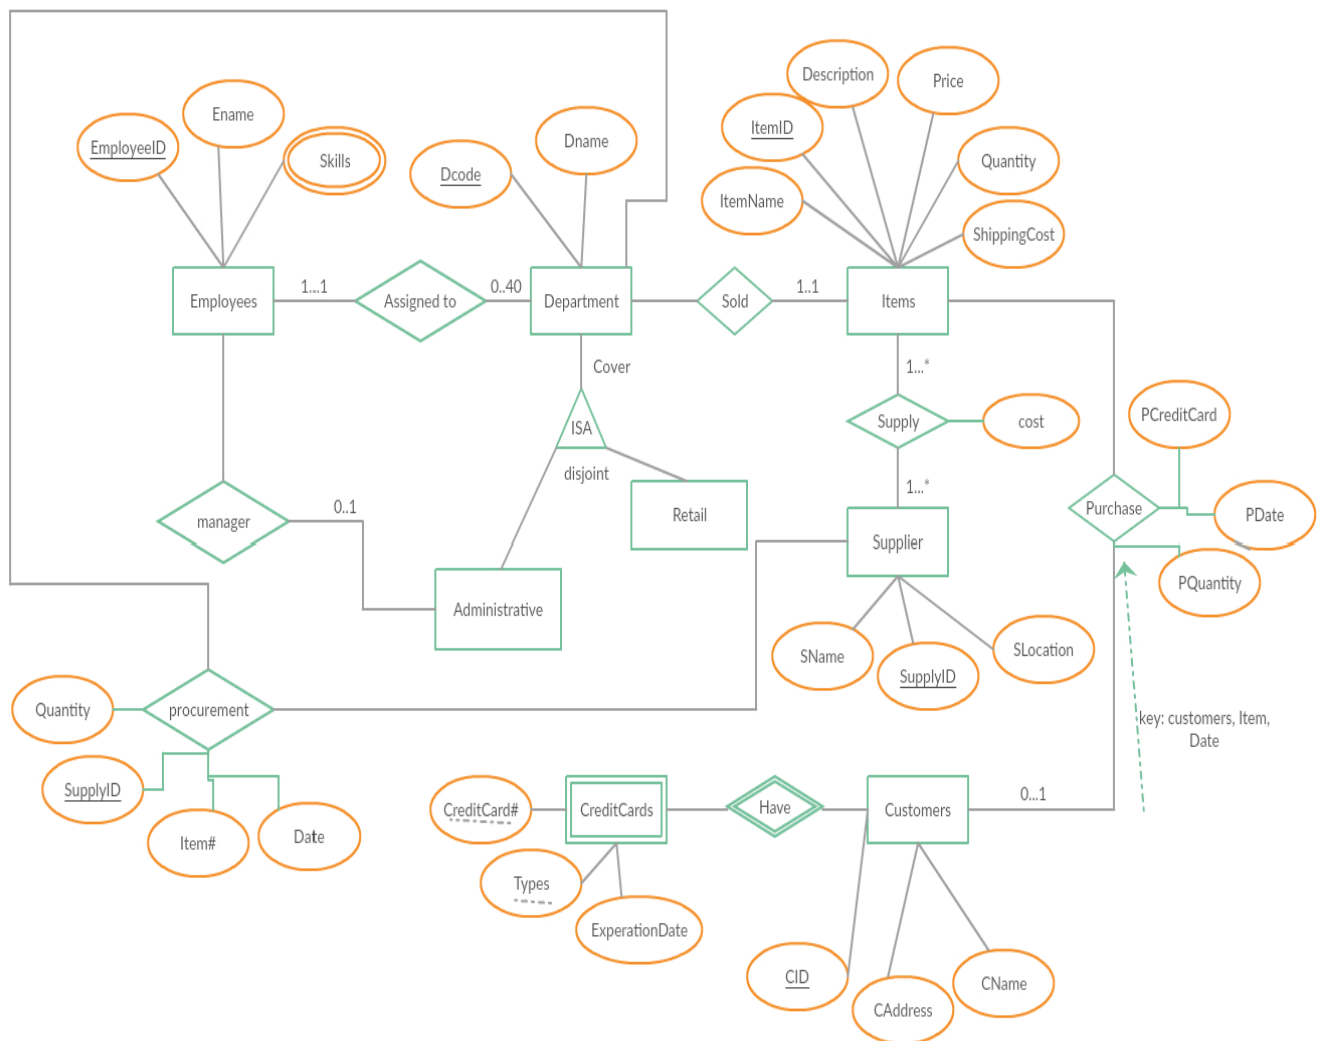 Description
Price
Ename
ItemID
EmployeeID
Skills
Dname
Quantity
Dcode
ItemName
ShippingCost
1...1
0..40
1..1
Employees
Assigned to
Department
Sold
Items
Cover
1...*
PCreditCard
ISA
Supply
cost
disjoint
1...*
0..1
Purchase
PDate
manager
Retail
Supplier
PQuantity
Administrative
SName
SLocation
SupplyID
Quantity
procurement
key: customers, Item,
Date
SupplyID
0...1
CreditCard#
CreditCards
Have
Customers
Item#
Date
Types
ExperationDate
CID
CName
CAddress